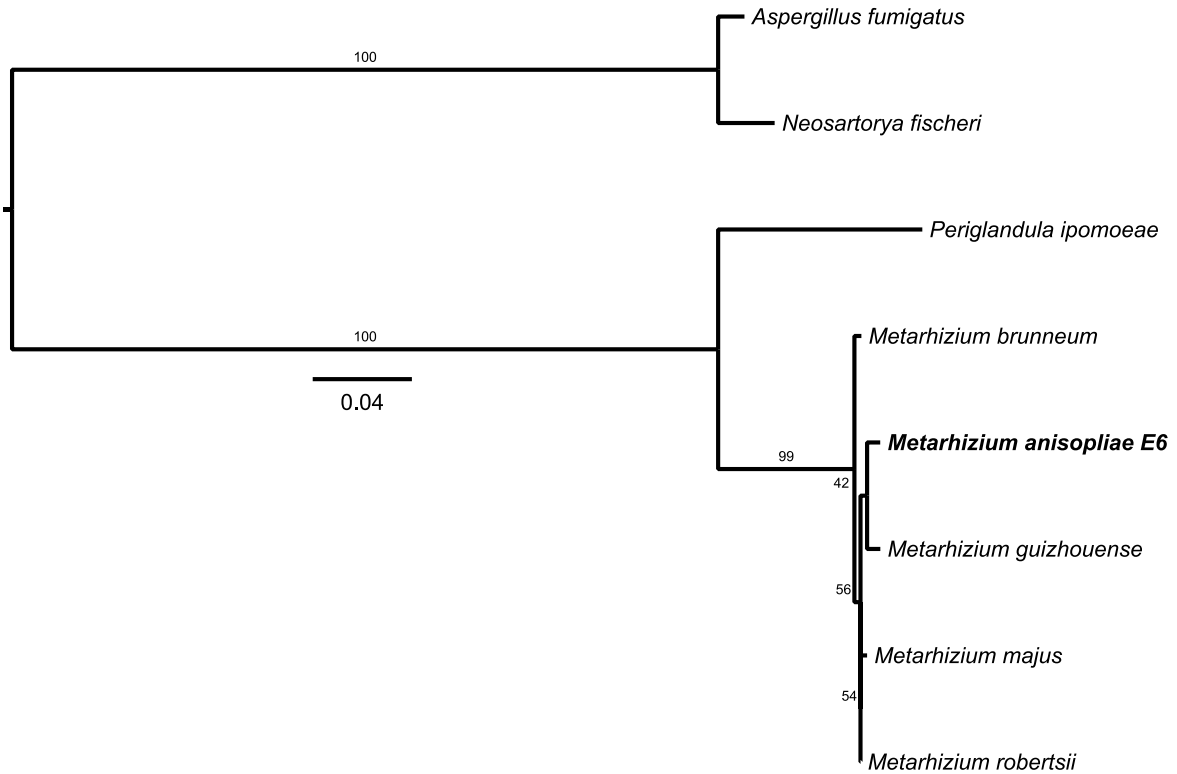 Aspergillus fumigatus
100
Neosartorya fischeri
Periglandula ipomoeae
100
Metarhizium brunneum
0.04
Metarhizium anisopliae E6
99
42
Metarhizium guizhouense
56
Metarhizium majus
54
Metarhizium robertsii